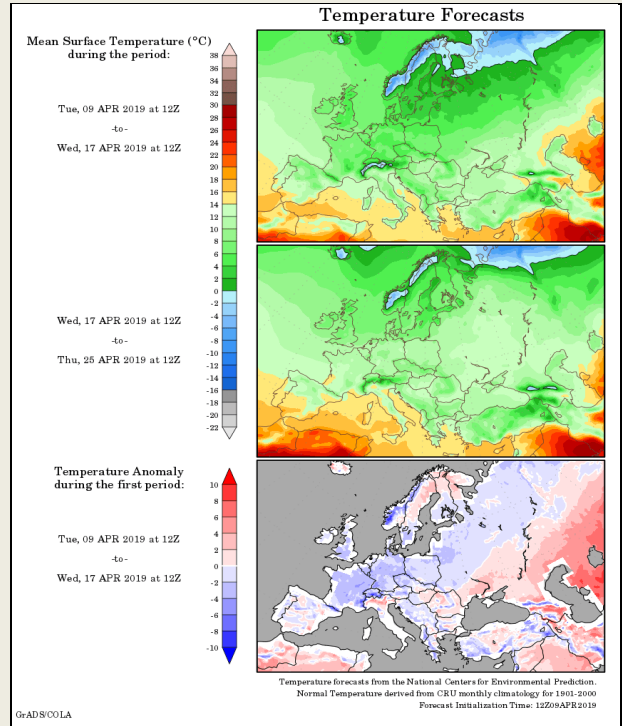 Temperature Forecasts
Mean Surface Temperature (°C)
during the period:
Tue, 09 APR 2019 at 12Z
-to-
Wed, 17 APR 2019 at 12Z
38
36
34
32
30
28
26
24
22
20
18
16
14
12
10
8
6
4
2
0
-2
-4
-6
-8
-10
-12
-14
-16
-18
-20
-22
Wed, 17 APR 2019 at 12Z
-to-
Thu, 25 APR 2019 at 12Z
Temperature Anomaly
during the first period:
Tue, 09 APR 2019 at 12Z
-to-
Wed, 17 APR 2019 at 12Z
10
8
6
4
2
0
-2
-4
-6
-8
-10
Temperature forecasts from the National Centers for Environmental Prediction.
Normal Temperature derived from CRU monthly climatology for 1901-2000
Forecast Initialization Time: 12Z09APR2019
GrADS/COLA